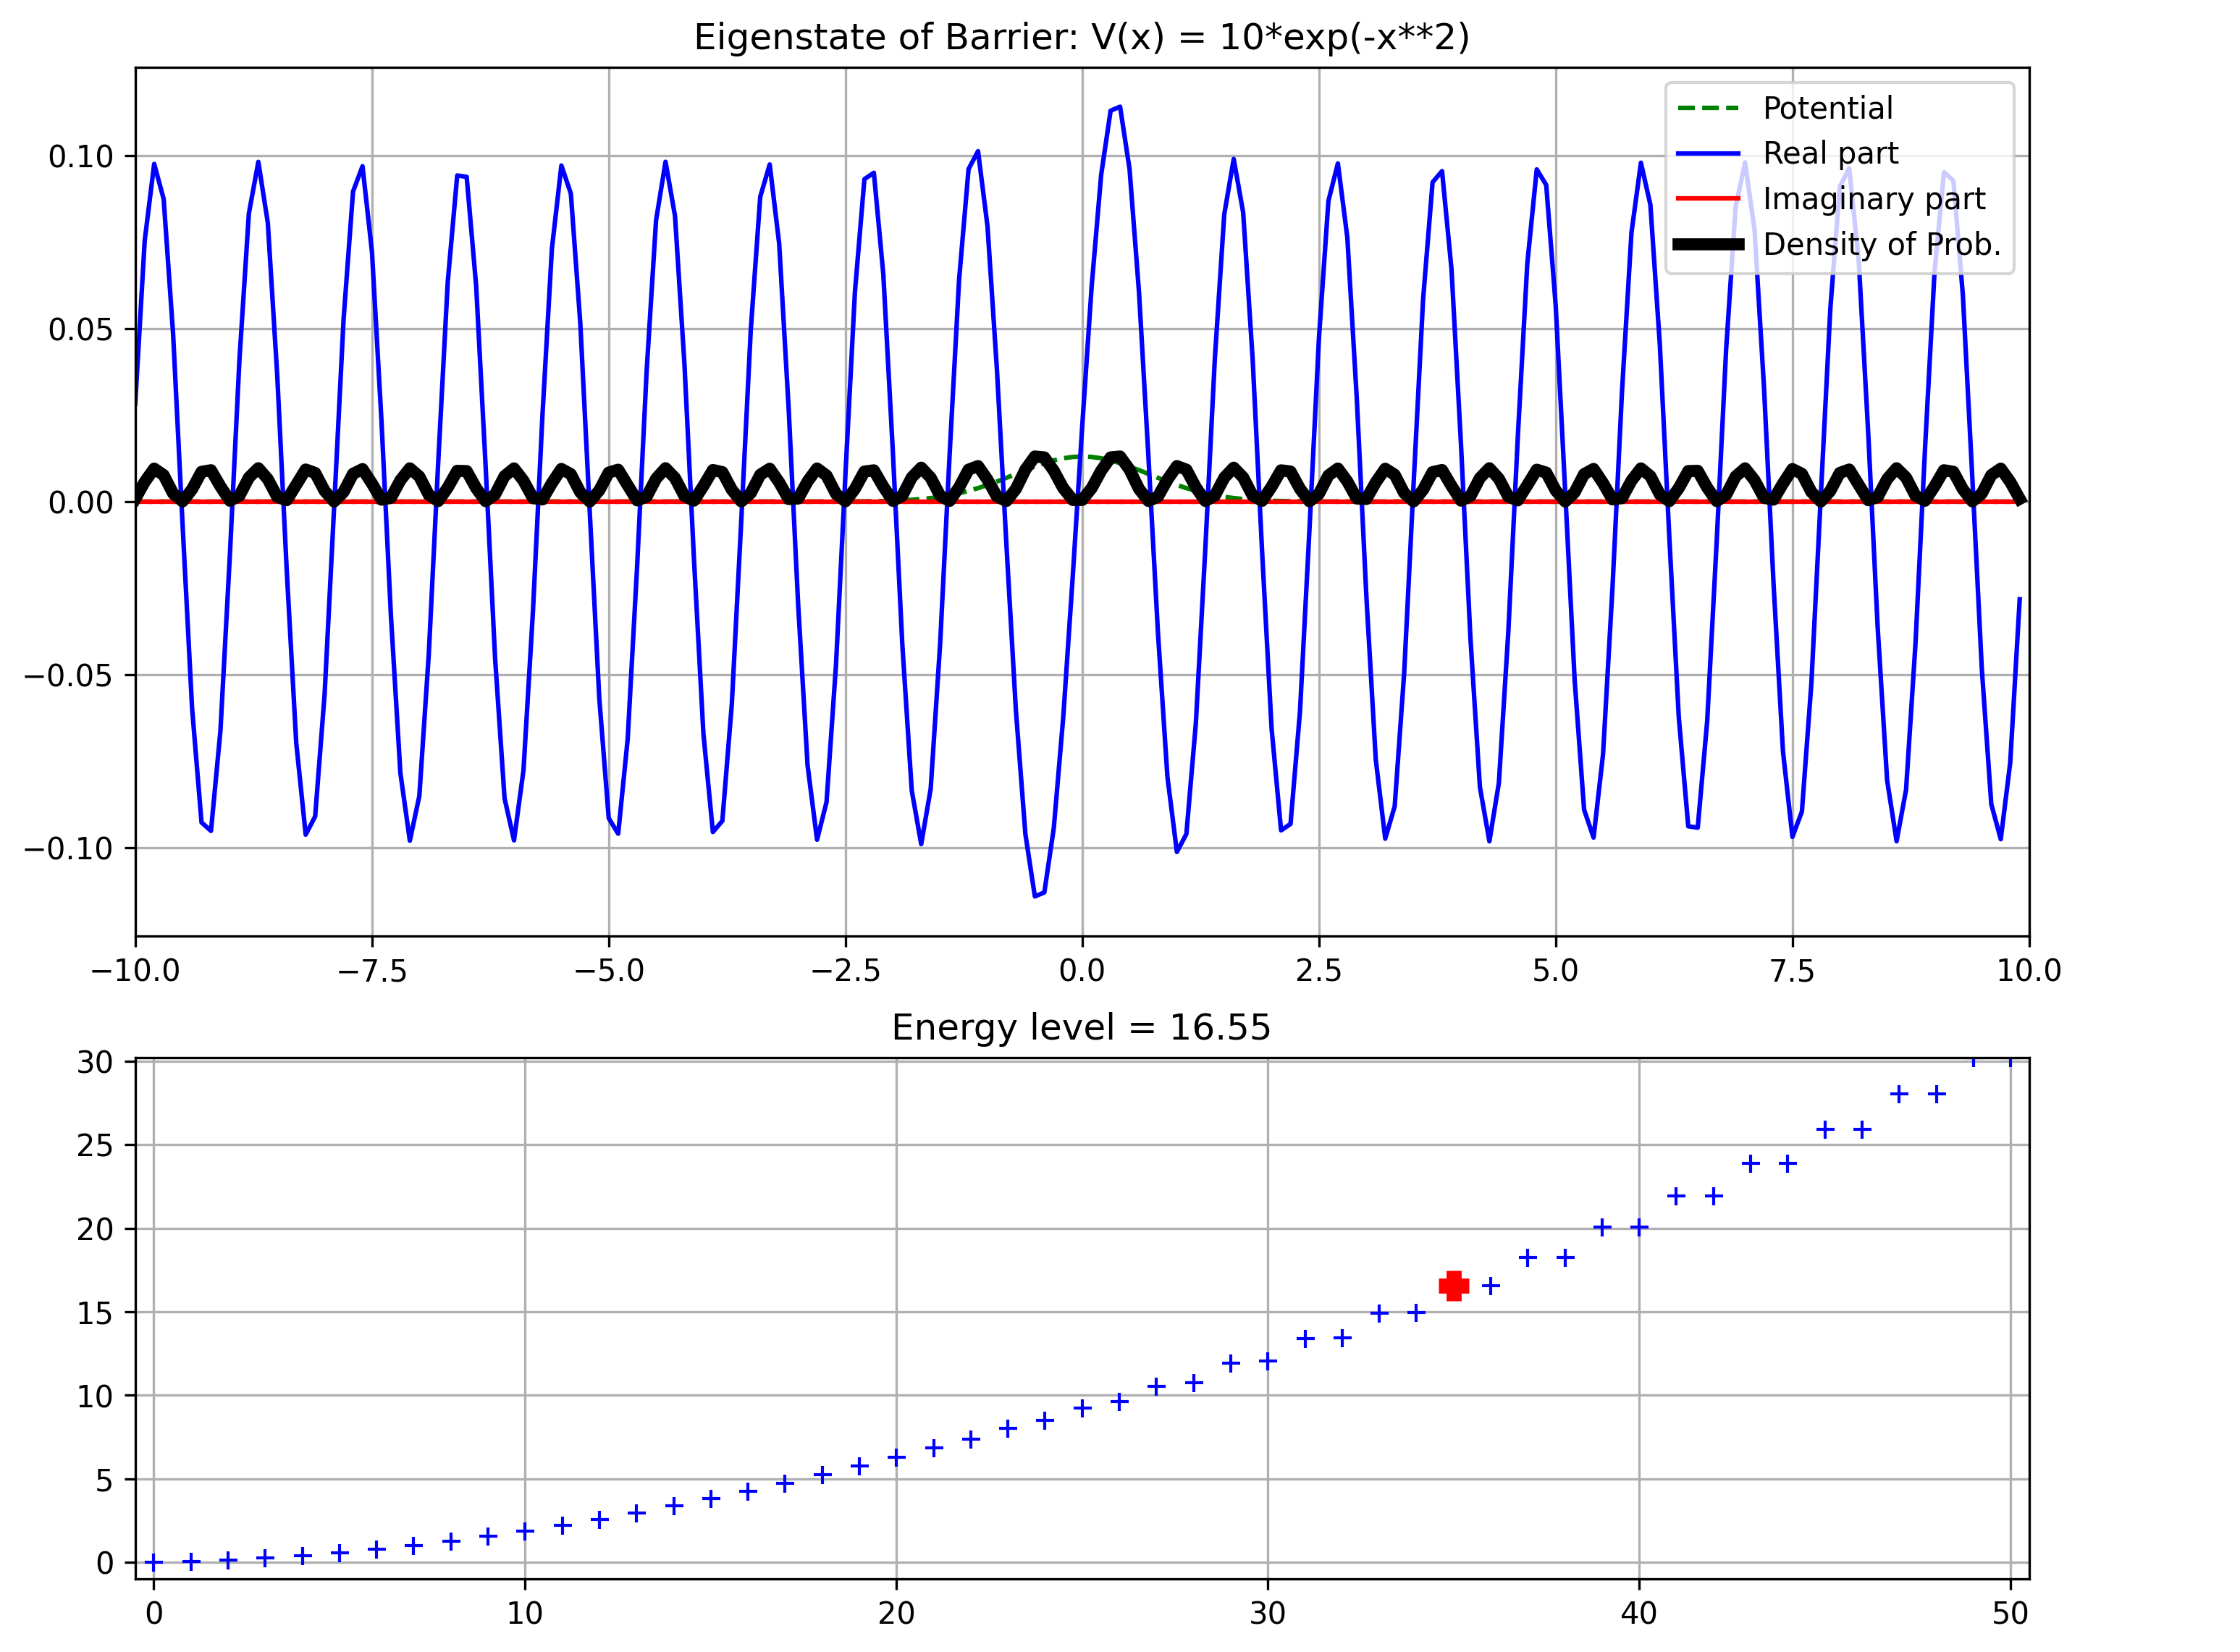 Eigenstate of Barrier: V(x) = 10*exp(-x**2)
Potential
Real part
Imaginary part
Density of Prob.
0.10
0.05
0.00
−0.05
−0.10
−10.0 −7.5 −5.0 −2.5 0.0 2.5 5.0 7.5 10.0
Energy level = 16.55
30
25
20
15
10
5
0
0 10 20 30 40 50